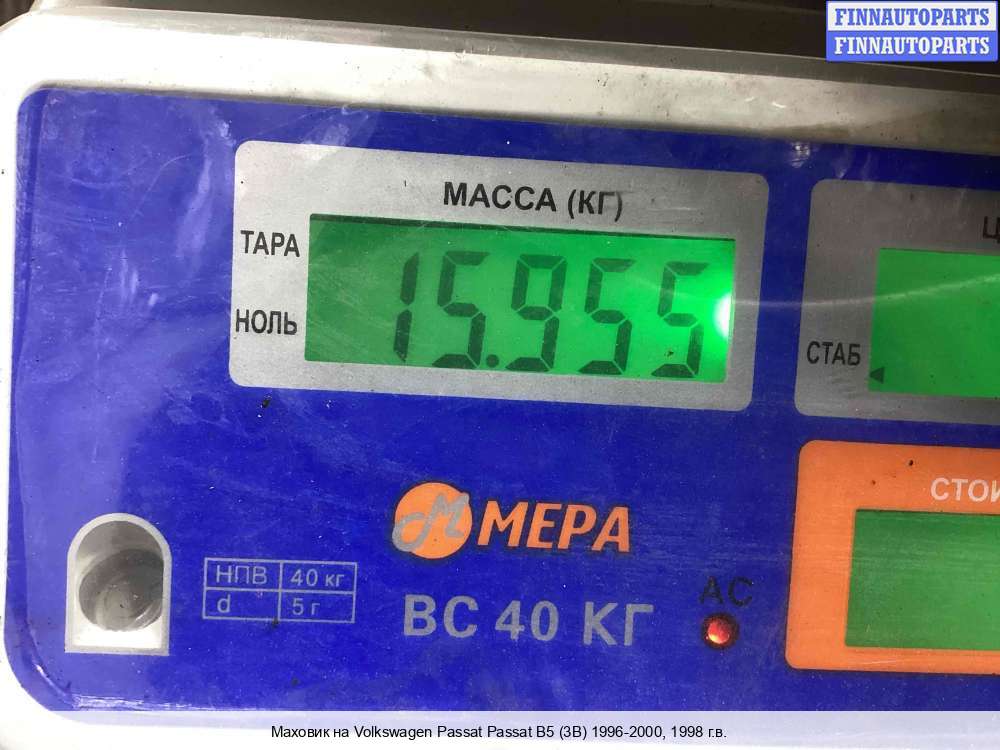 FINNAUTOPARTS
FINNAUTOPARTS
МАССА (КГ)
ТАРА
НОЛЬ
15.955
СТАБ
МЕРА
НПВ 40 кг
d 5 г
ВС 40 КГ
АС
Маховик на Volkswagen Passat Passat B5 (3B) 1996-2000, 1998 г.в.